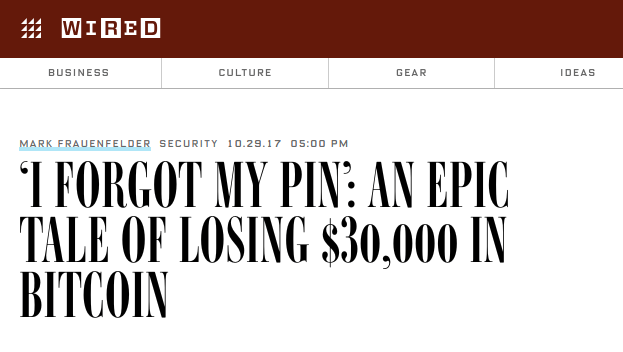 WIRED
BUSINESS CULTURE GEAR IDEAS
MARK FRAUENFELDER SECURITY 10.29.17 05:00 PM
‘I FORGOT MY PIN’: AN EPIC
TALE OF LOSING $30,000 IN
BITCOIN